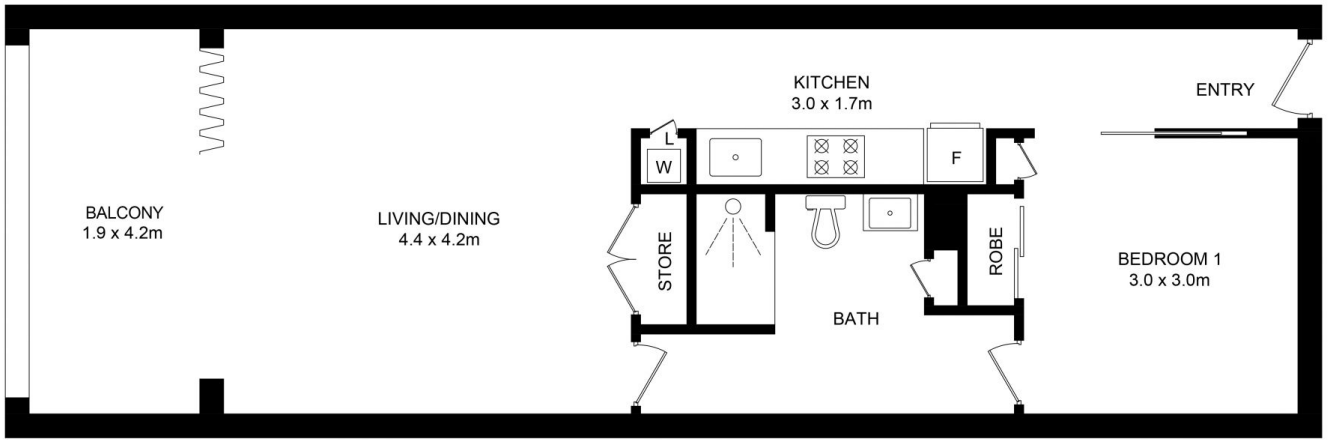 KITCHEN
3.0 x 1.7m
ENTRY
L
W
F
BALCONY
1.9 x 4.2m
LIVING/DINING
4.4 x 4.2m
STORE
ROBE
BEDROOM 1
3.0 x 3.0m
BATH